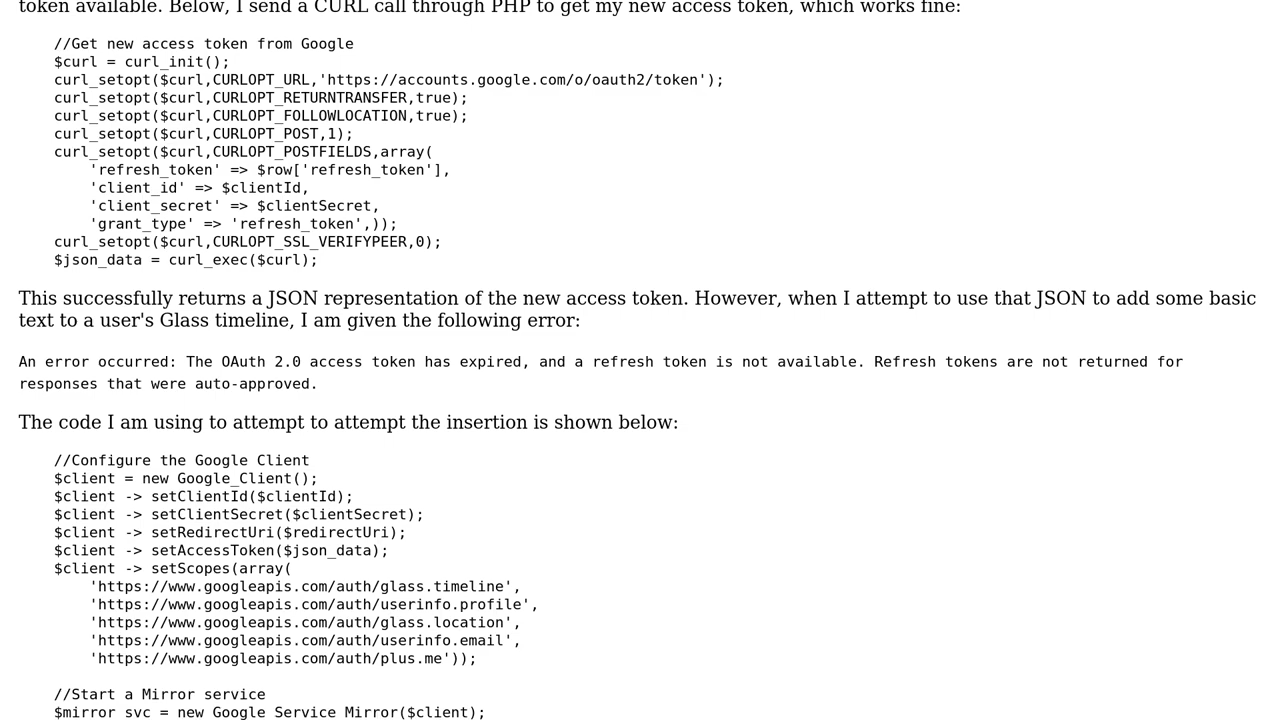 token available. Below, I send a CURL call through PHP to get my new access token, which works fine:
//Get new access token from Google
$curl = curl_init();
curl_setopt($curl,CURLOPT_URL,'https://accounts.google.com/o/oauth2/token');
curl_setopt($curl,CURLOPT_RETURNTRANSFER,true);
curl_setopt($curl,CURLOPT_FOLLOWLOCATION,true);
curl_setopt($curl,CURLOPT_POST,1);
curl_setopt($curl,CURLOPT_POSTFIELDS,array(
    'refresh_token' => $row['refresh_token'],
    'client_id' => $clientId,
    'client_secret' => $clientSecret,
    'grant_type' => 'refresh_token',));
curl_setopt($curl,CURLOPT_SSL_VERIFYPEER,0);
$json_data = curl_exec($curl);
This successfully returns a JSON representation of the new access token. However, when I attempt to use that JSON to add some basic
text to a user's Glass timeline, I am given the following error:
An error occurred: The OAuth 2.0 access token has expired, and a refresh token is not available. Refresh tokens are not returned for
responses that were auto-approved.
The code I am using to attempt to attempt the insertion is shown below:
//Configure the Google Client
$client = new Google_Client();
$client -> setClientId($clientId);
$client -> setClientSecret($clientSecret);
$client -> setRedirectUri($redirectUri);
$client -> setAccessToken($json_data);
$client -> setScopes(array(
    'https://www.googleapis.com/auth/glass.timeline',
    'https://www.googleapis.com/auth/userinfo.profile',
    'https://www.googleapis.com/auth/glass.location',
    'https://www.googleapis.com/auth/userinfo.email',
    'https://www.googleapis.com/auth/plus.me'));
//Start a Mirror service
$mirror_svc = new Google_Service_Mirror($client);